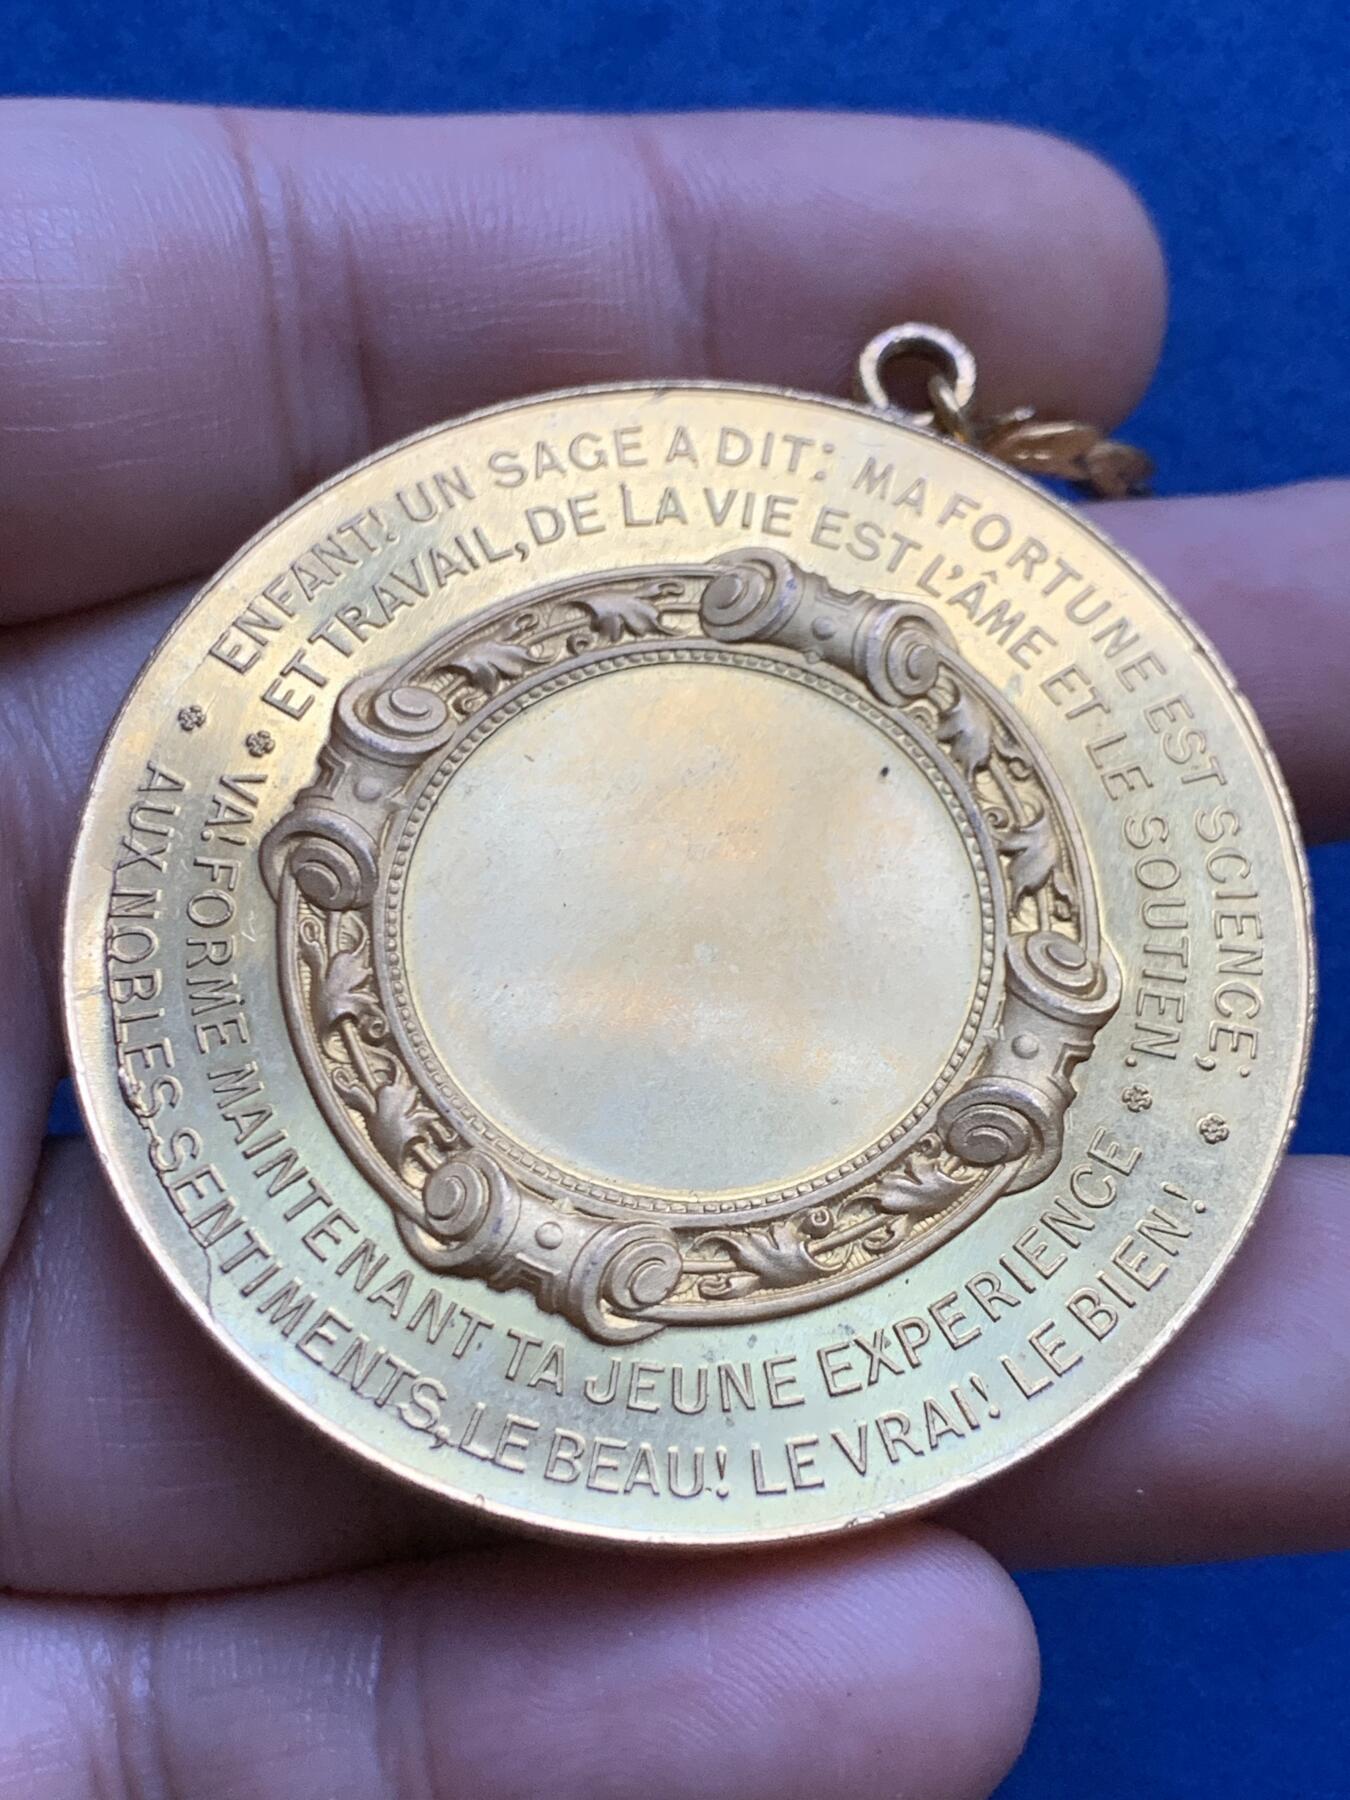 ENFANT! UN SAGE A DIT: MA FORTUNE EST SCIENCE,
ET TRAVAIL, DE LA VIE EST L'ÂME ET LE SOUTIEN.
VA! FORME MAINTENANT TA JEUNE EXPERIENCE
AUX NOBLES SENTIMENTS, LE BEAU! LE VRAI! LE BIEN!